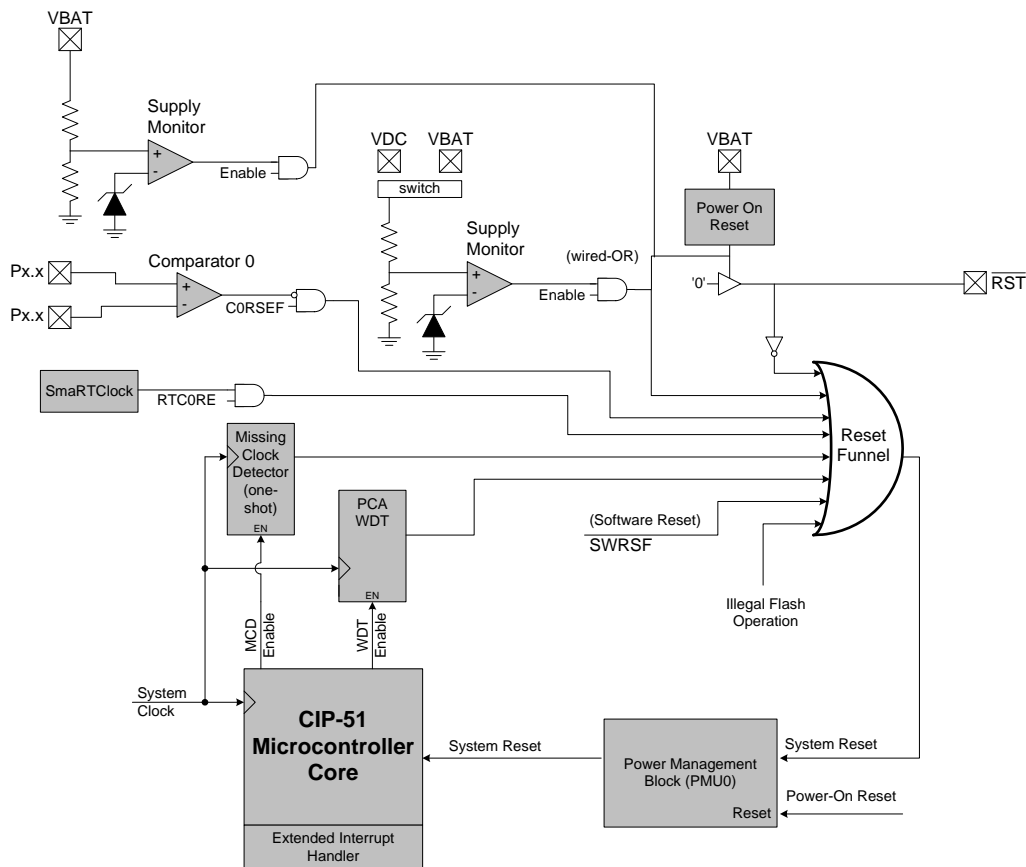 VBAT
Supply
Monitor
+
-
Enable
VDC
VBAT
switch
Supply
Monitor
+
-
Enable
(wired-OR)
VBAT
Power On
Reset
'0'
RST
Px.x
Px.x
Comparator 0
+
-
C0RSEF
SmaRTClock
RTC0RE
Missing
Clock
Detector
(one-
shot)
EN
PCA
WDT
EN
(Software Reset)
SWRSF
Reset
Funnel
Illegal Flash
Operation
MCD
Enable
WDT
Enable
System
Clock
CIP-51
Microcontroller
Core
Extended Interrupt
Handler
System Reset
Power Management
Block (PMU0)
Reset
System Reset
Power-On Reset